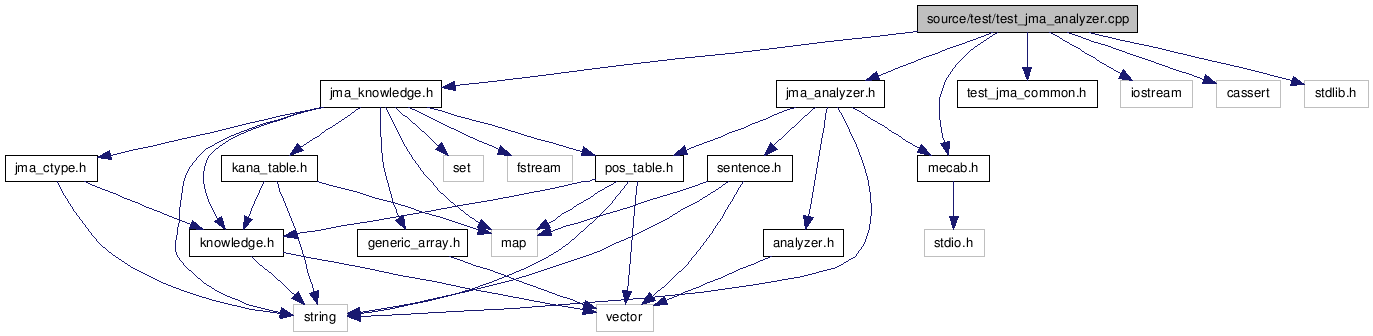 source/test/test_jma_analyzer.cpp
jma_knowledge.h
jma_analyzer.h
test_jma_common.h
iostream
cassert
stdlib.h
jma_ctype.h
kana_table.h
set
fstream
pos_table.h
sentence.h
mecab.h
knowledge.h
generic_array.h
map
analyzer.h
stdio.h
string
vector